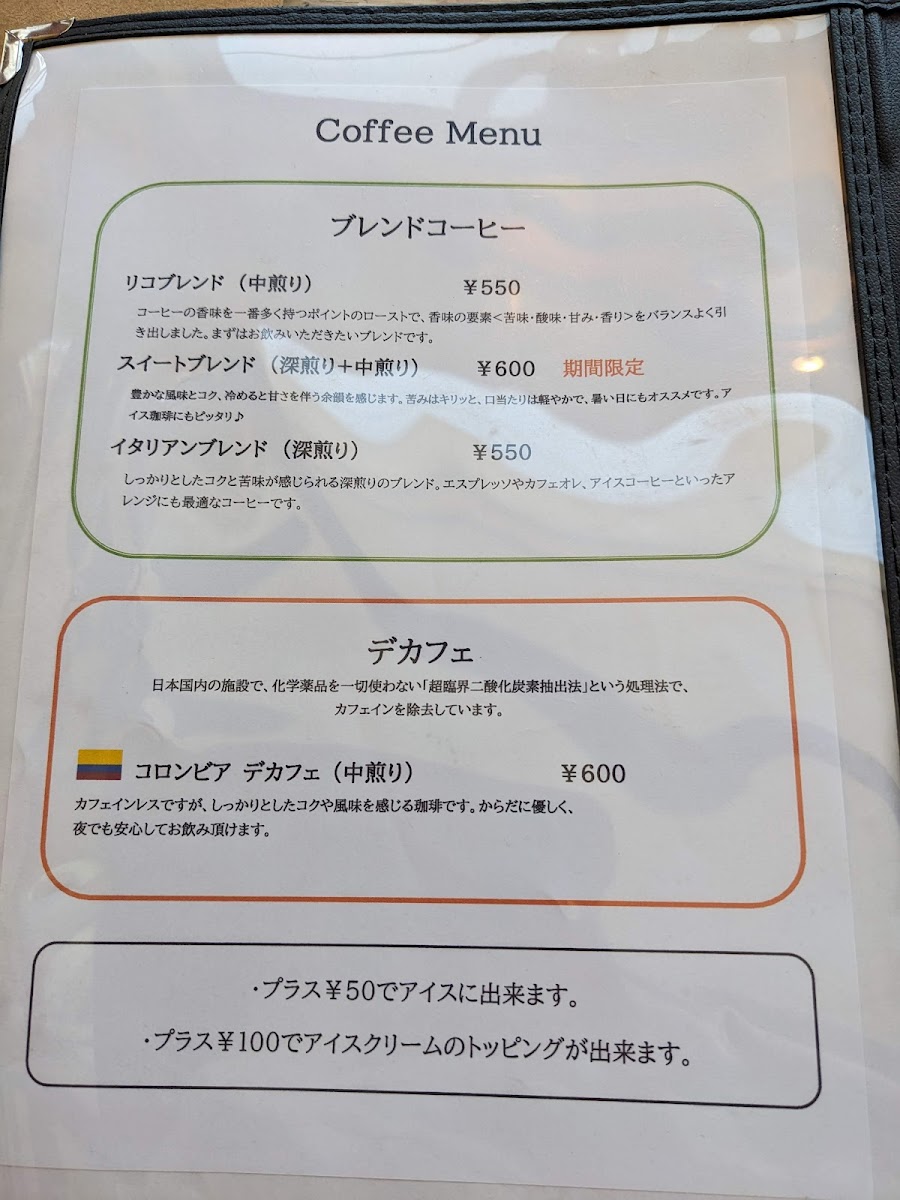 Coffee Menu
ブレンドコーヒー
リコブレンド（中煎り） ¥550
コーヒーの香味を一番多く持つポイントのローストで、香味の要素<苦味・酸味・甘み・香り>をバランスよく引
き出しました。まずはお飲みいただきたいブレンドです。
スイートブレンド（深煎り+中煎り） ¥600 期間限定
豊かな風味とコク、冷めると甘さを伴う余韻を感じます。苦みはキリッと、口当たりは軽やかで、暑い日にもオススメです。ア
イス珈琲にもピッタリ♪
イタリアンブレンド（深煎り） ¥550
しっかりとしたコクと苦味が感じられる深煎りのブレンド。エスプレッソやカフェオレ、アイスコーヒーといったア
レンジにも最適なコーヒーです。
デカフェ
日本国内の施設で、化学薬品を一切使わない「超臨界二酸化炭素抽出法」という処理法で、
カフェインを除去しています。
コロンビア デカフェ（中煎り） ¥600
カフェインレスですが、しっかりとしたコクや風味を感じる珈琲です。からだに優しく、
夜でも安心してお飲み頂けます。
・プラス¥50でアイスに出来ます。
・プラス¥100でアイスクリームのトッピングが出来ます。